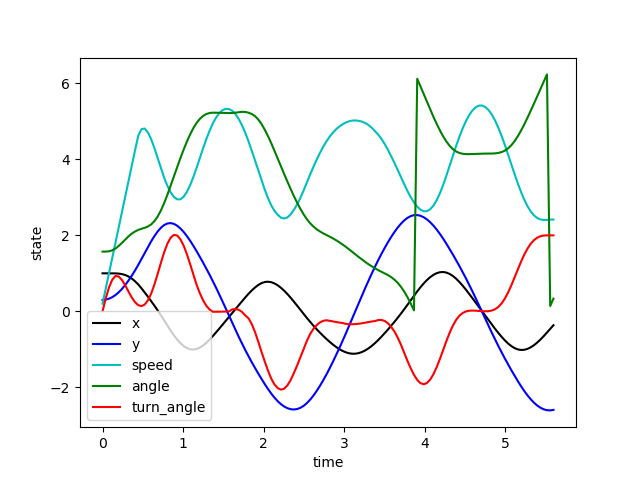 6
4
2
0
−2
state
x
y
speed
angle
turn_angle
0 1 2 3 4 5
time